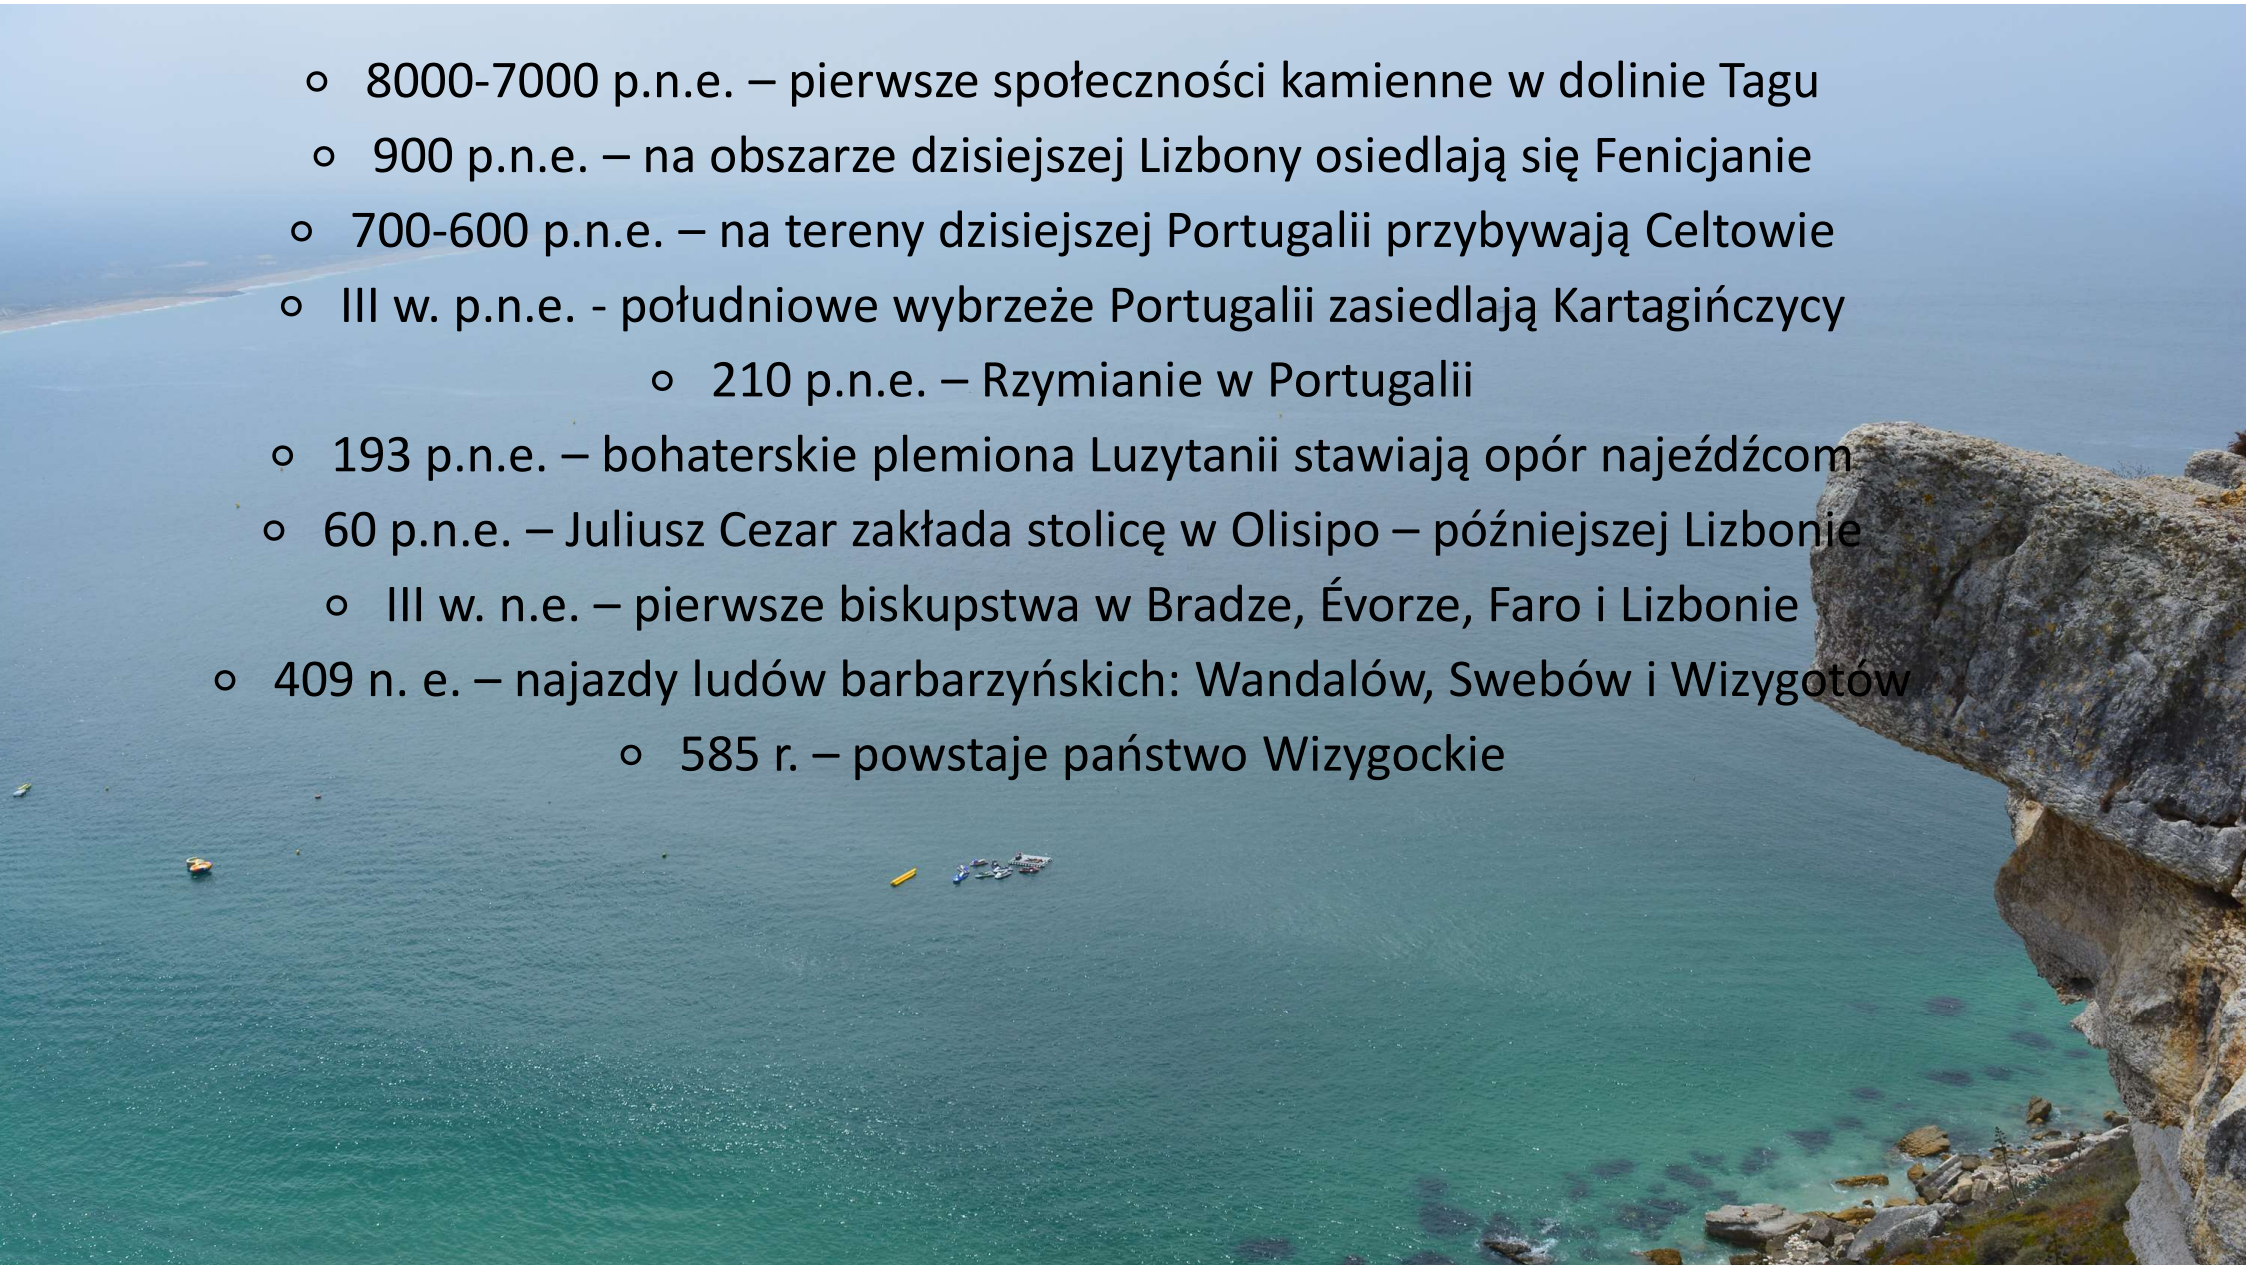 ⚬ 8000-7000 p.n.e. – pierwsze społeczności kamienne w dolinie Tagu
⚬ 900 p.n.e. – na obszarze dzisiejszej Lizbony osiedlają się Fenicjanie
⚬ 700-600 p.n.e. – na tereny dzisiejszej Portugalii przybywają Celtowie
⚬ III w. p.n.e. - południowe wybrzeże Portugalii zasiedlają Kartagińczycy
⚬ 210 p.n.e. – Rzymianie w Portugalii
⚬ 193 p.n.e. – bohaterskie plemiona Luzytanii stawiają opór najeźdźcom
⚬ 60 p.n.e. – Juliusz Cezar zakłada stolicę w Olisipo – późniejszej Lizbonie
⚬ III w. n.e. – pierwsze biskupstwa w Bradze, Évorze, Faro i Lizbonie
⚬ 409 n. e. – najazdy ludów barbarzyńskich: Wandalów, Swebów i Wizygotów
⚬ 585 r. – powstaje państwo Wizygockie